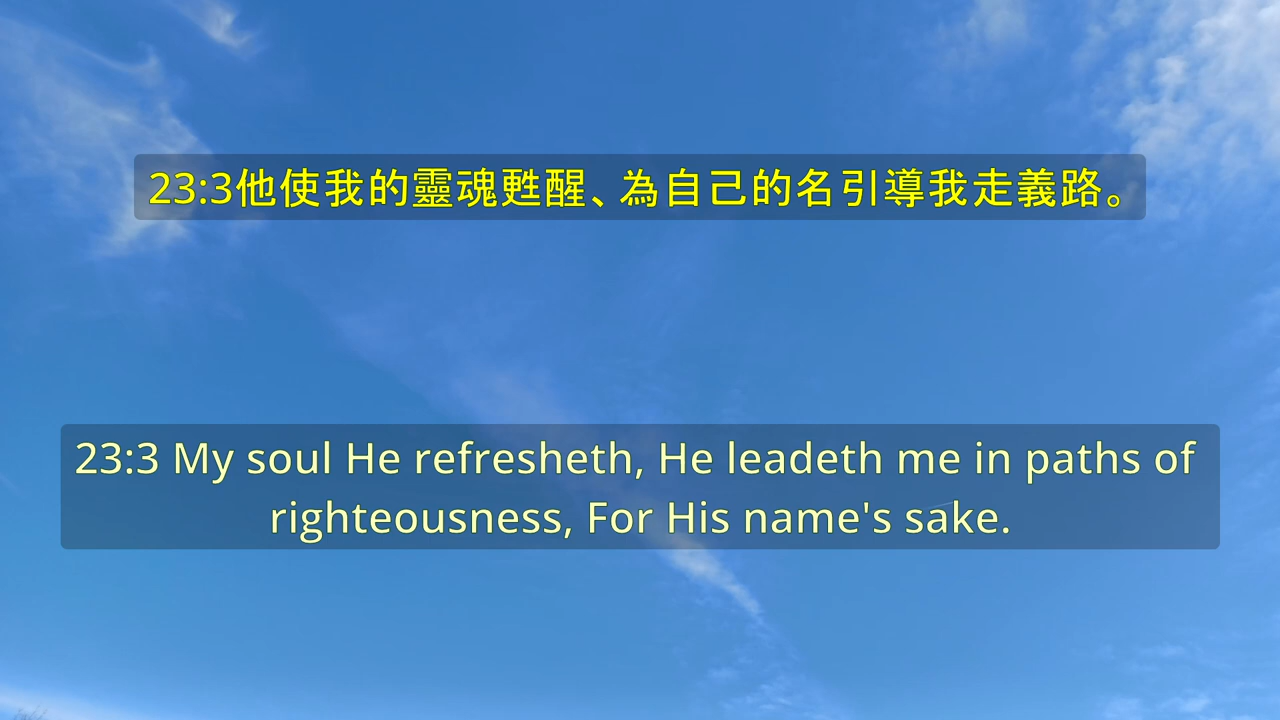 23:3他使我的靈魂甦醒、為自己的名引導我走義路。
23:3 My soul He refresheth, He leadeth me in paths of
righteousness, For His name's sake.